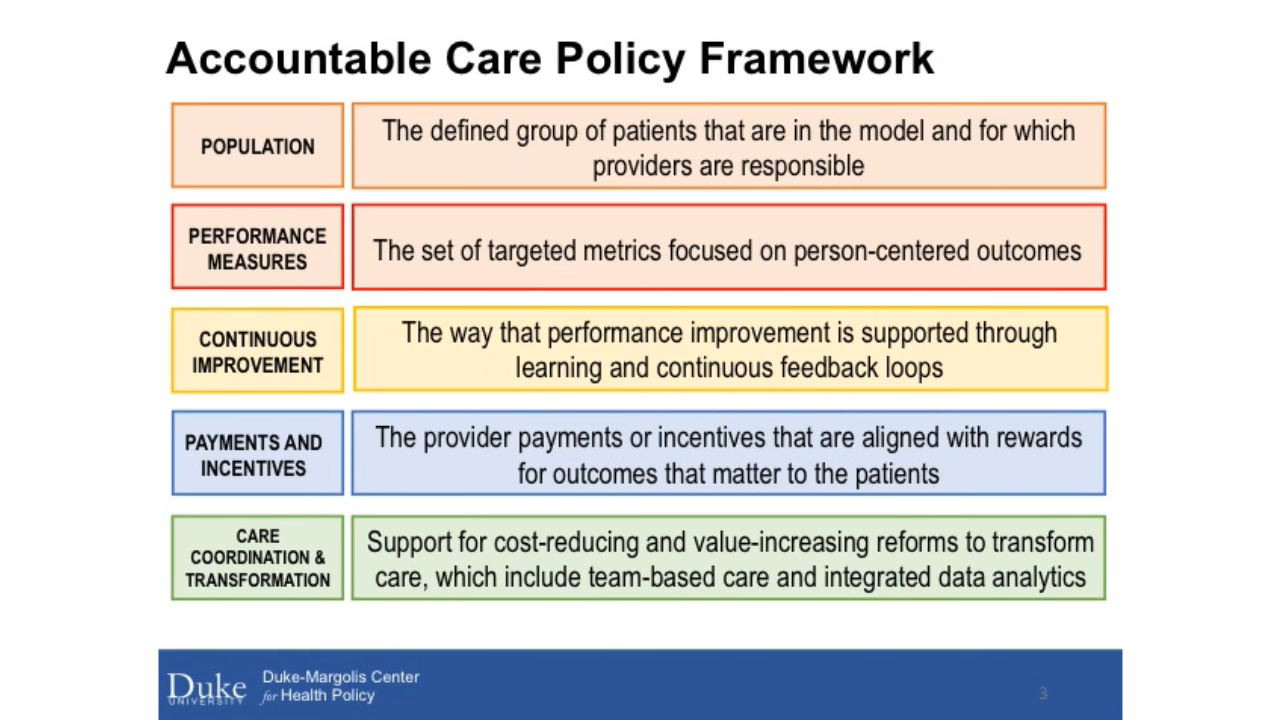 Accountable Care Policy Framework
POPULATION
The defined group of patients that are in the model and for which
providers are responsible
PERFORMANCE
MEASURES
The set of targeted metrics focused on person-centered outcomes
CONTINUOUS
IMPROVEMENT
The way that performance improvement is supported through
learning and continuous feedback loops
PAYMENTS AND
INCENTIVES
The provider payments or incentives that are aligned with rewards
for outcomes that matter to the patients
CARE
COORDINATION &
TRANSFORMATION
Support for cost-reducing and value-increasing reforms to transform
care, which include team-based care and integrated data analytics
Duke
UNIVERSITY
Duke-Margolis Center
for Health Policy
3